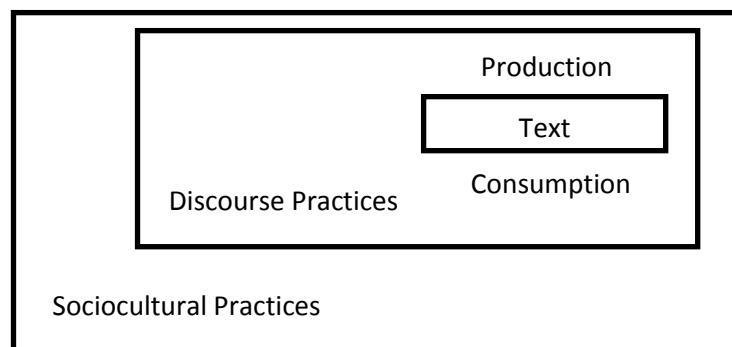 Production
Text
Consumption
Discourse Practices
Sociocultural Practices